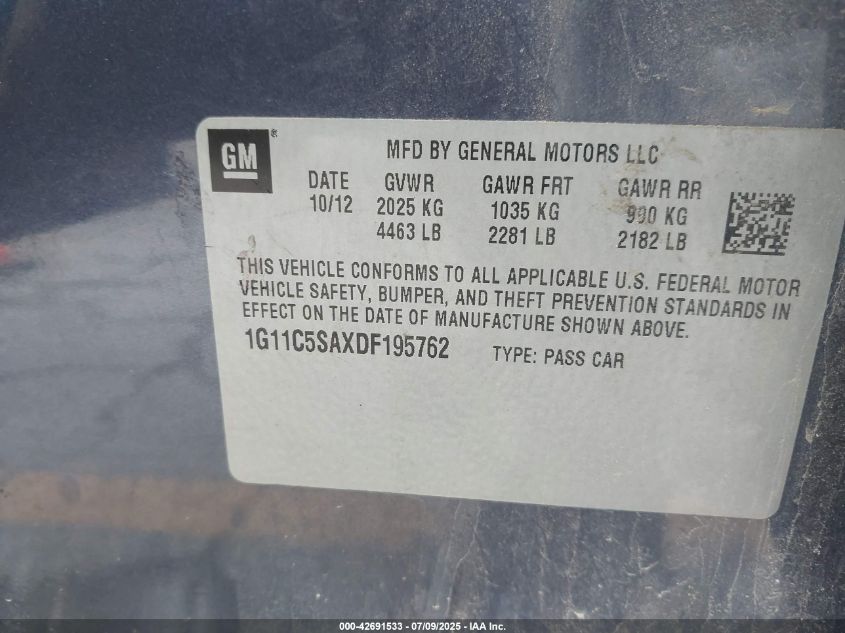 GM
MFD BY GENERAL MOTORS LLC
DATE GVWR GAWR FRT GAWR RR
10/12 2025 KG 1035 KG 990 KG
4463 LB 2281 LB 2182 LB
THIS VEHICLE CONFORMS TO ALL APPLICABLE U.S. FEDERAL MOTOR
VEHICLE SAFETY, BUMPER, AND THEFT PREVENTION STANDARDS IN
EFFECT ON THE DATE OF MANUFACTURE SHOWN ABOVE.
1G11C5SAXDF195762 TYPE: PASS CAR
000-42691533 - 07/09/2025 - IAA Inc.